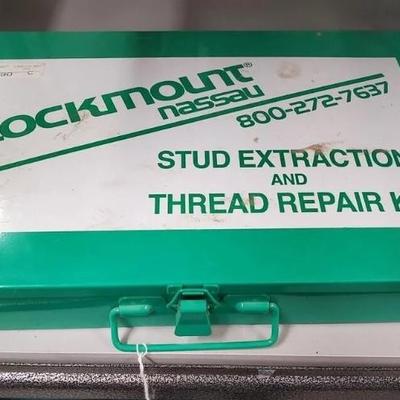 ockmount®
nassau
800-272-7637
STUD EXTRACTION
AND
THREAD REPAIR K